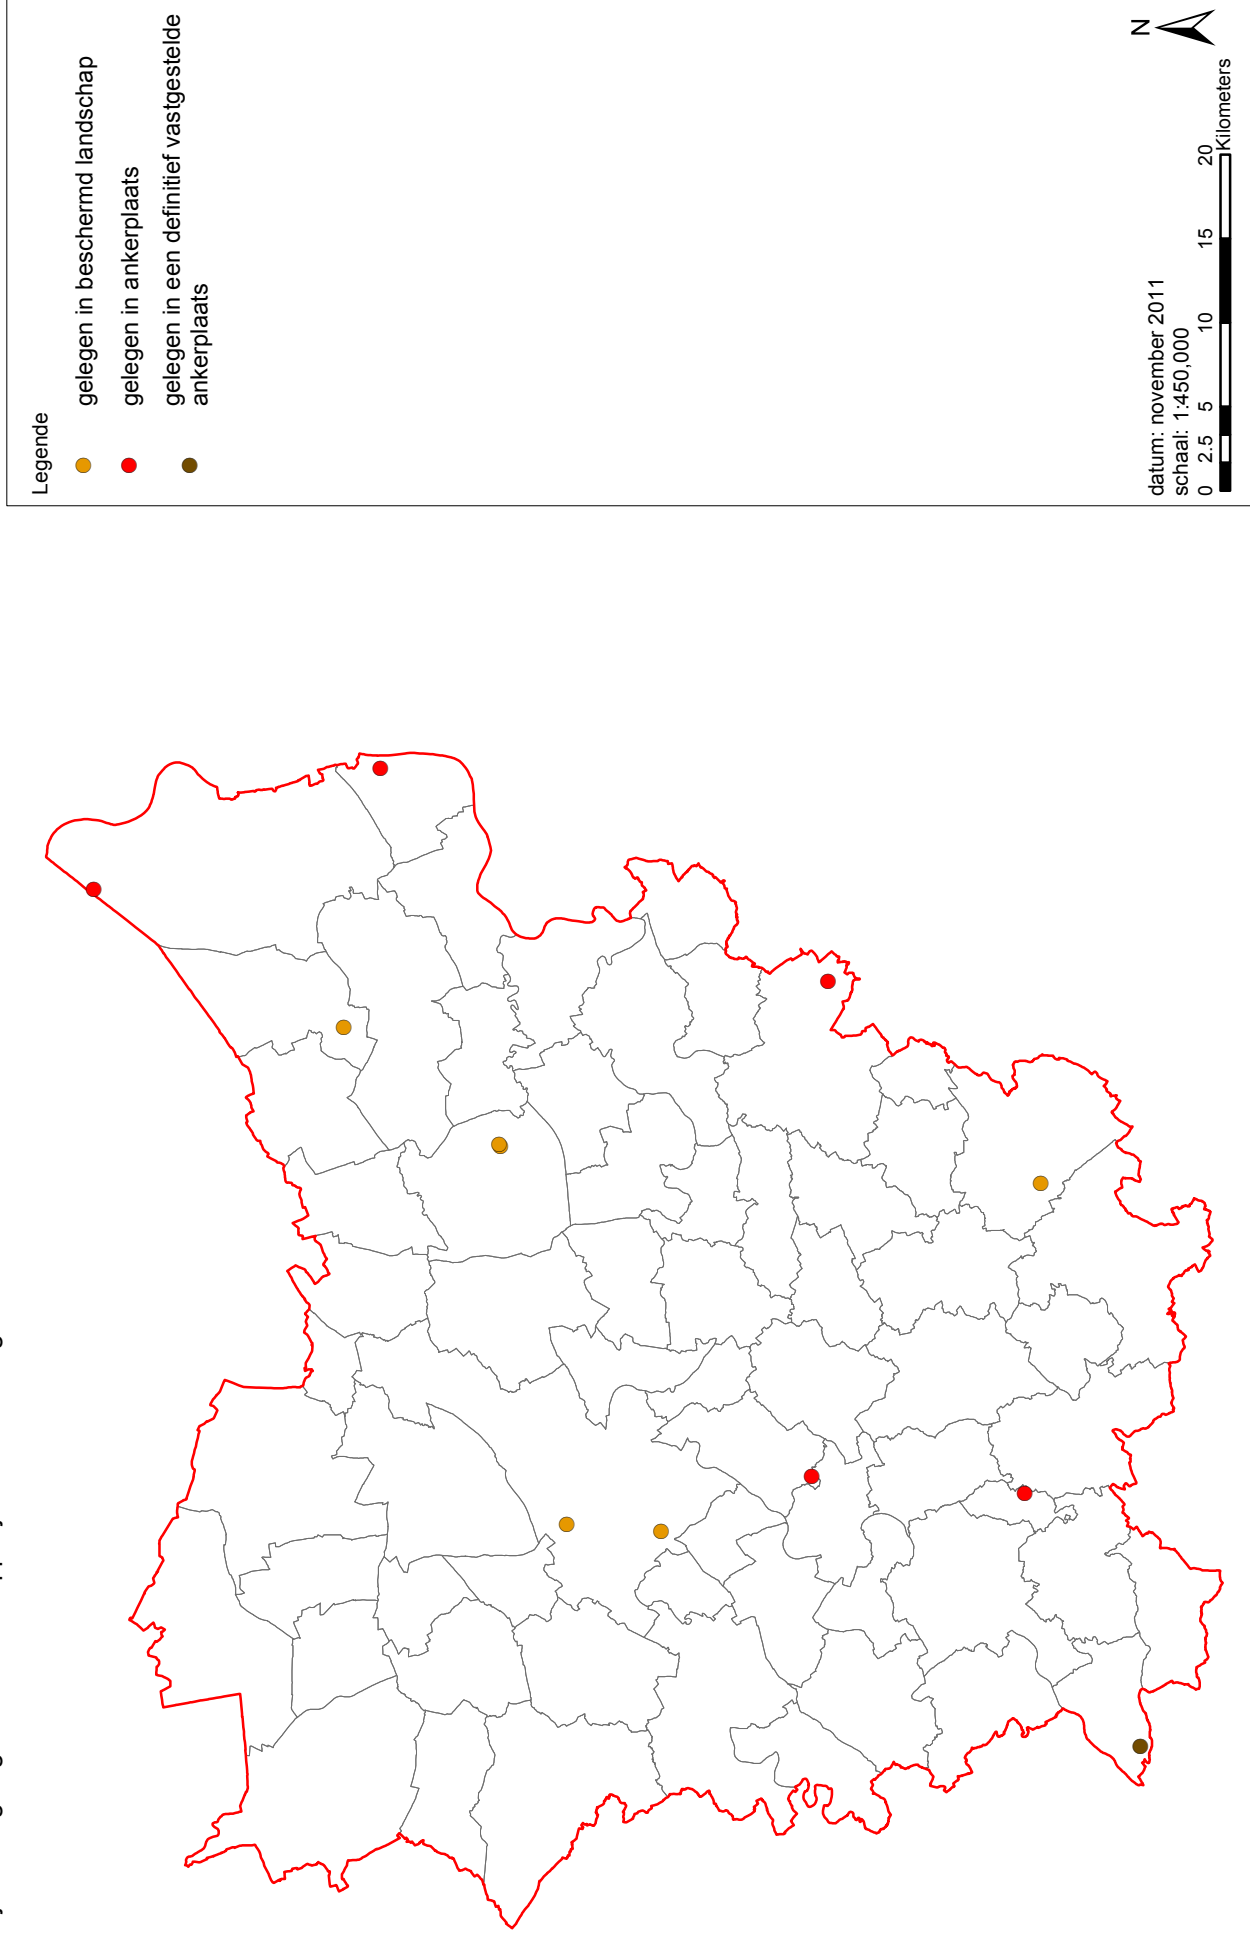 Legende
gelegen in beschermd landschap
gelegen in ankerplaats
gelegen in een definitief vastgestelde
ankerplaats
datum: november 2011
schaal: 1:450,000
0 2.5 5 10 15 20
Kilometers
N